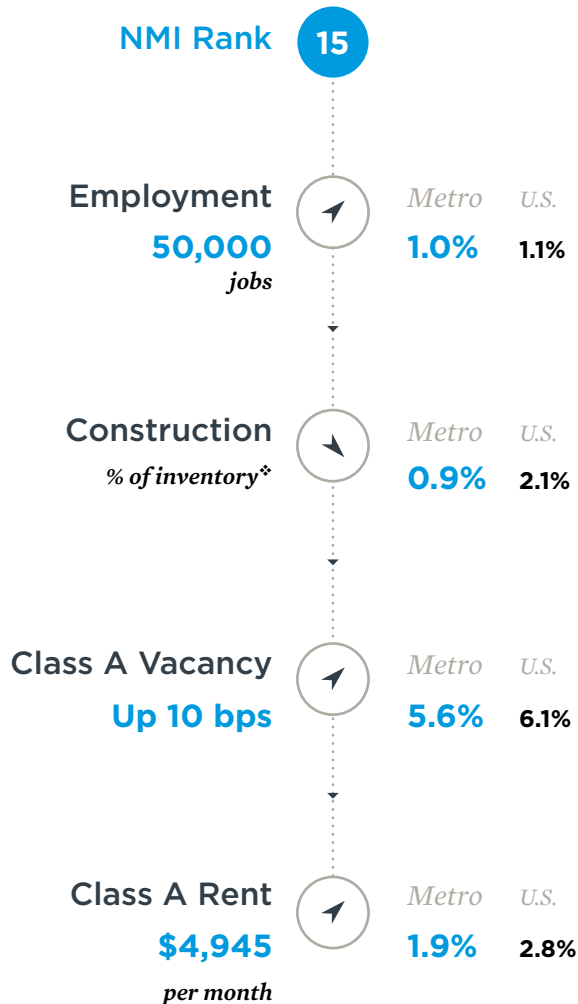 NMI Rank 15
Employment Metro U.S.
50,000 1.0% 1.1%
jobs
Construction Metro U.S.
% of inventory❖ 0.9% 2.1%
Class A Vacancy Metro U.S.
Up 10 bps 5.6% 6.1%
Class A Rent Metro U.S.
$4,945 1.9% 2.8%
per month